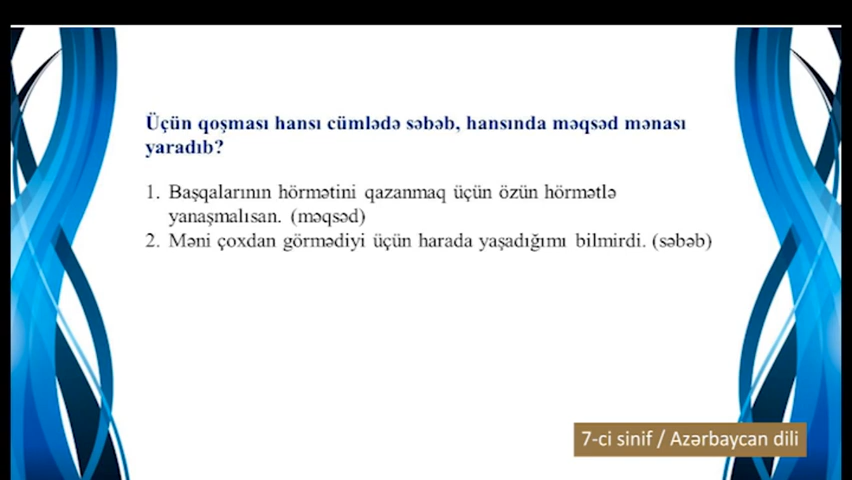 Üçün qoşması hansı cümlədə səbəb, hansında məqsəd mənası
yaradıb?
1. Başqalarının hörmətini qazanmaq üçün özün hörmətlə
yanaşmalısan. (məqsəd)
2. Məni çoxdan görmədiyi üçün harada yaşadığımı bilmirdi. (səbəb)
7-ci sinif / Azərbaycan dili